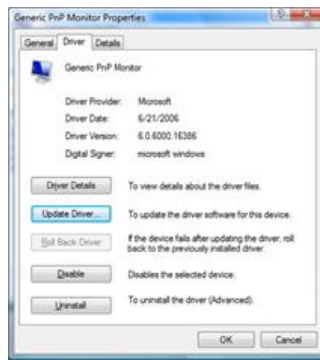 Generic PnP Monitor Properties
General Driver Details
Generic PnP Monitor
Driver Provider: Microsoft
Driver Date: 6/21/2006
Driver Version: 6.0.6000.16386
Digital Signer: microsoft windows
Driver Details To view details about the driver files.
Update Driver... To update the driver software for this device.
Roll Back Driver If the device fails after updating the driver, roll
back to the previously installed driver.
Disable Disables the selected device.
Uninstall To uninstall the driver (Advanced).
OK Cancel